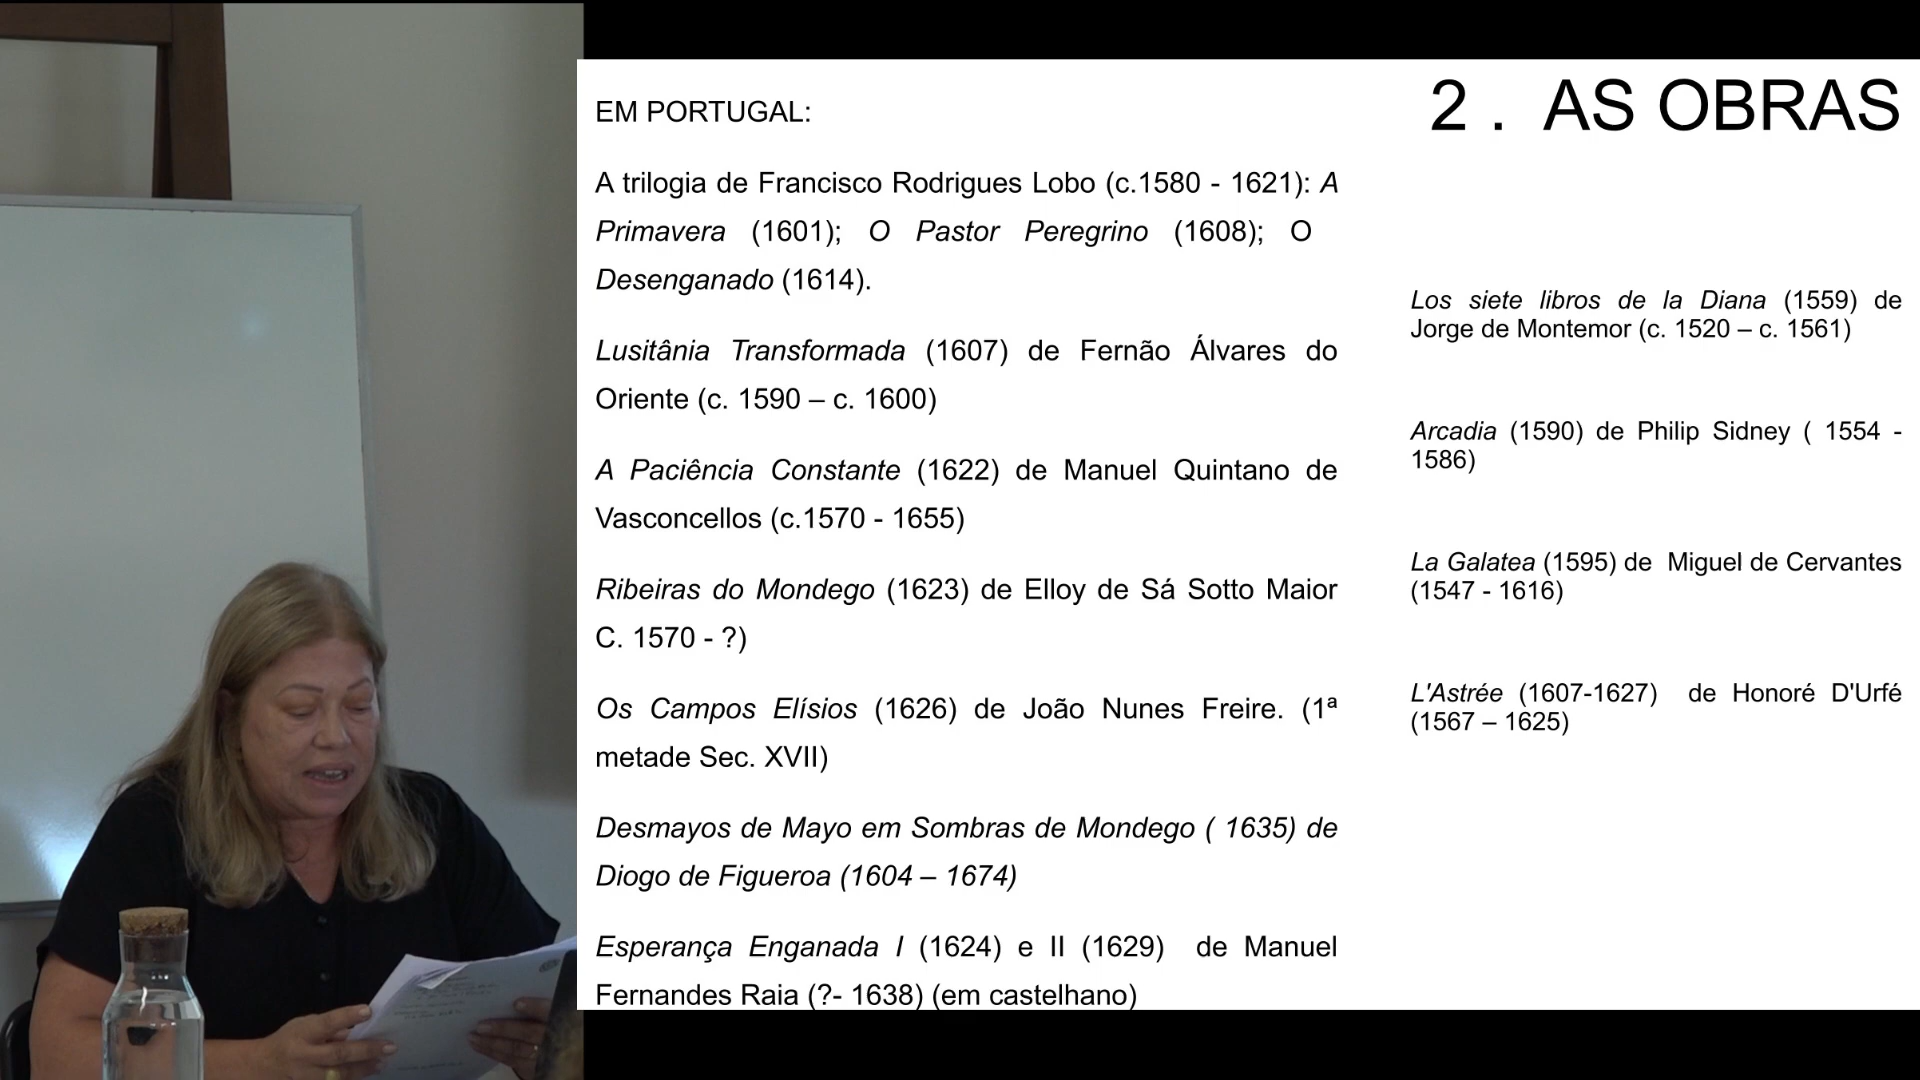 2 . AS OBRAS
EM PORTUGAL:
A trilogia de Francisco Rodrigues Lobo (c.1580 - 1621): A
Primavera (1601); O Pastor Peregrino (1608); O
Desenganado (1614).
Lusitânia Transformada (1607) de Fernão Álvares do
Oriente (c. 1590 – c. 1600)
A Paciência Constante (1622) de Manuel Quintano de
Vasconcellos (c.1570 - 1655)
Ribeiras do Mondego (1623) de Elloy de Sá Sotto Maior
C. 1570 - ?)
Os Campos Elísios (1626) de João Nunes Freire. (1ª
metade Sec. XVII)
Desmayos de Mayo em Sombras de Mondego ( 1635) de
Diogo de Figueroa (1604 – 1674)
Esperança Enganada I (1624) e II (1629) de Manuel
Fernandes Raia (?- 1638) (em castelhano)
Los siete libros de la Diana (1559) de
Jorge de Montemor (c. 1520 – c. 1561)
Arcadia (1590) de Philip Sidney ( 1554 -
1586)
La Galatea (1595) de Miguel de Cervantes
(1547 - 1616)
L'Astrée (1607-1627) de Honoré D'Urfé
(1567 – 1625)